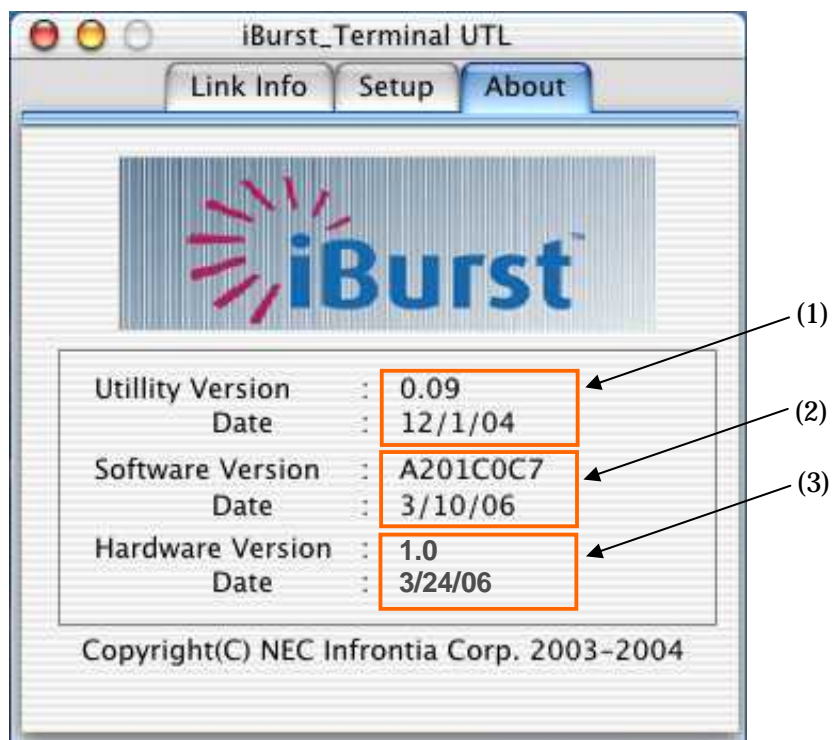 iBurst_Terminal UTL
Link Info Setup About
iBurst™
(1)
Utillity Version : 0.09
Date : 12/1/04
(2)
Software Version : A201C0C7
Date : 3/10/06
(3)
Hardware Version : 1.0
Date : 3/24/06
Copyright(C) NEC Infrontia Corp. 2003-2004